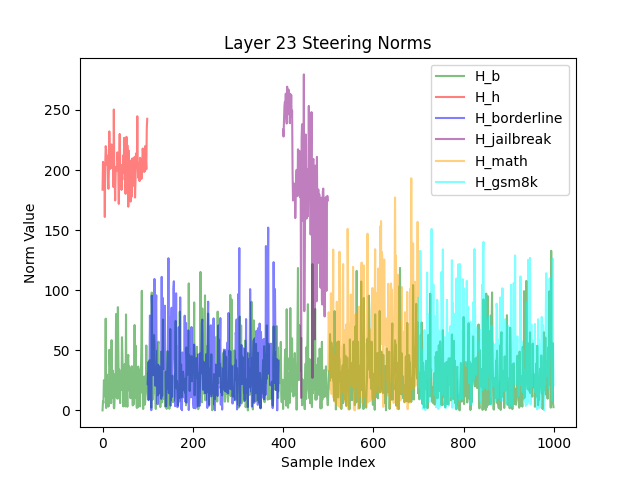 Layer 23 Steering Norms
H_b
H_h
H_borderline
H_jailbreak
H_math
H_gsm8k
Norm Value
250
200
150
100
50
0
0
200
400
600
800
1000
Sample Index